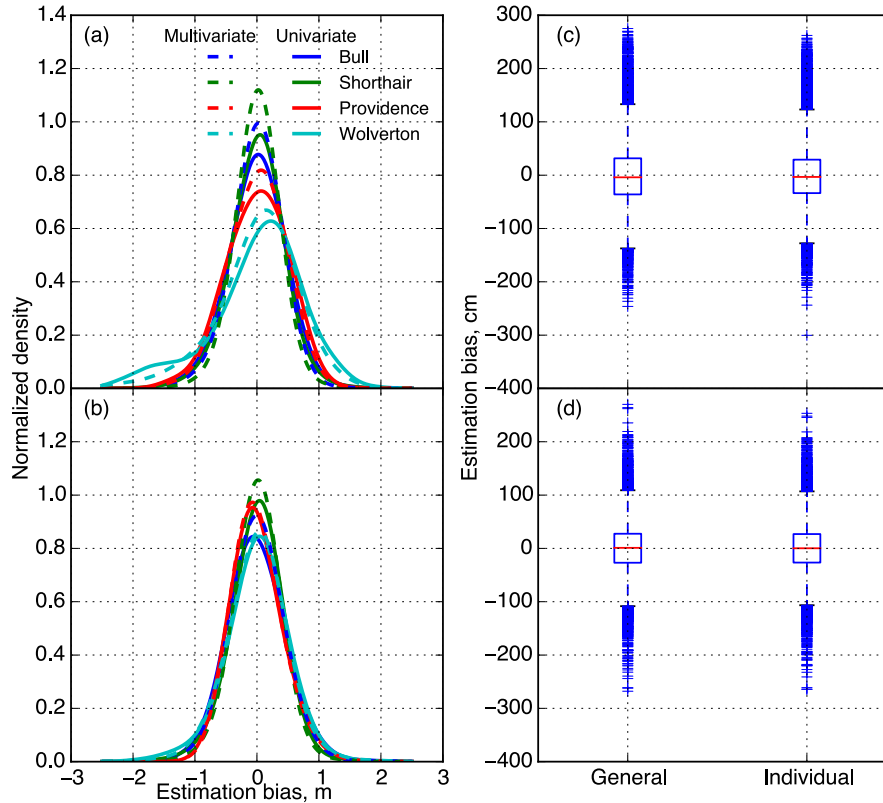 (a)
Multivariate Univariate
Bull
Shorthair
Providence
Wolverton
1.4
1.2
1.0
0.8
0.6
0.4
0.2
0.0
Normalized density
(b)
1.2
1.0
0.8
0.6
0.4
0.2
0.0
−3 −2 −1 0 1 2 3
Estimation bias, m
(c)
300
200
100
0
−100
−200
−300
−400
Estimation bias, cm
(d)
200
100
0
−100
−200
−300
−400
General Individual